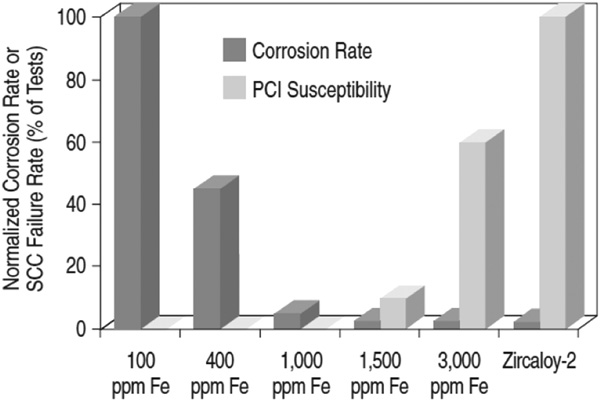 Normalized Corrosion Rate or
SCC Failure Rate (% of Tests)
100
80
60
40
20
0
Corrosion Rate
PCI Susceptibility
100
ppm Fe
400
ppm Fe
1,000
ppm Fe
1,500
ppm Fe
3,000
ppm Fe
Zircaloy-2